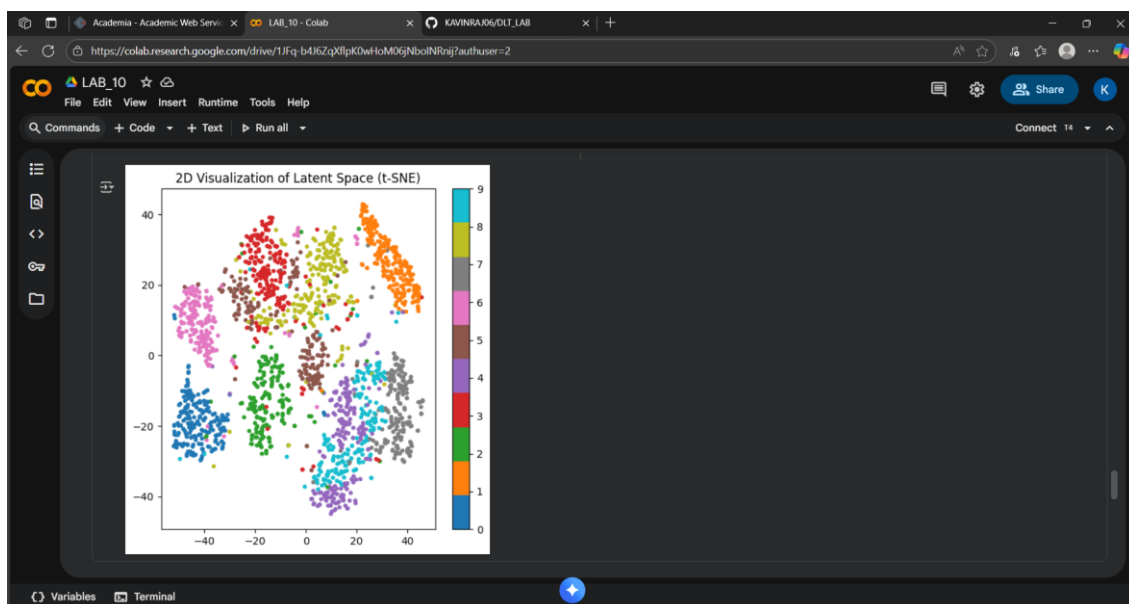 Academia - Academic Web Servic
LAB_10 - Colab
KAVINRAJ06/DLT_LAB
https://colab.research.google.com/drive/1JFq-b4J6ZqXflpK0wHoM06jNbolNRnij?authuser=2
LAB_10
File Edit View Insert Runtime Tools Help
Share
K
Commands + Code + Text Run all
Connect T4
2D Visualization of Latent Space (t-SNE)
40
20
0
−20
−40
−40 −20 0 20 40
9
8
7
6
5
4
3
2
1
0
Variables Terminal